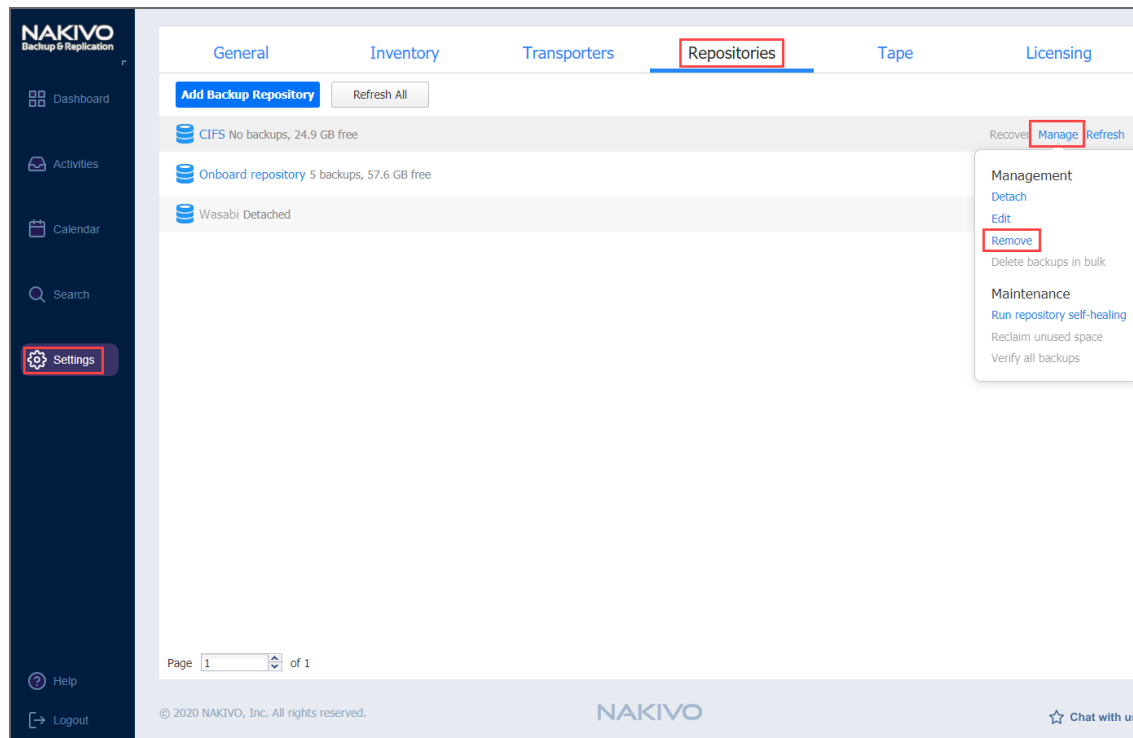 NAKIVO
Backup & Replication
Dashboard
Activities
Calendar
Search
Settings
Help
Logout
General Inventory Transporters Repositories Tape Licensing
Add Backup Repository Refresh All
CIFS No backups, 24.9 GB free Recover Manage Refresh
Onboard repository 5 backups, 57.6 GB free
Wasabi Detached
Management
Detach
Edit
Remove
Delete backups in bulk
Maintenance
Run repository self-healing
Reclaim unused space
Verify all backups
Page 1 of 1
© 2020 NAKIVO, Inc. All rights reserved. NAKIVO Chat with us